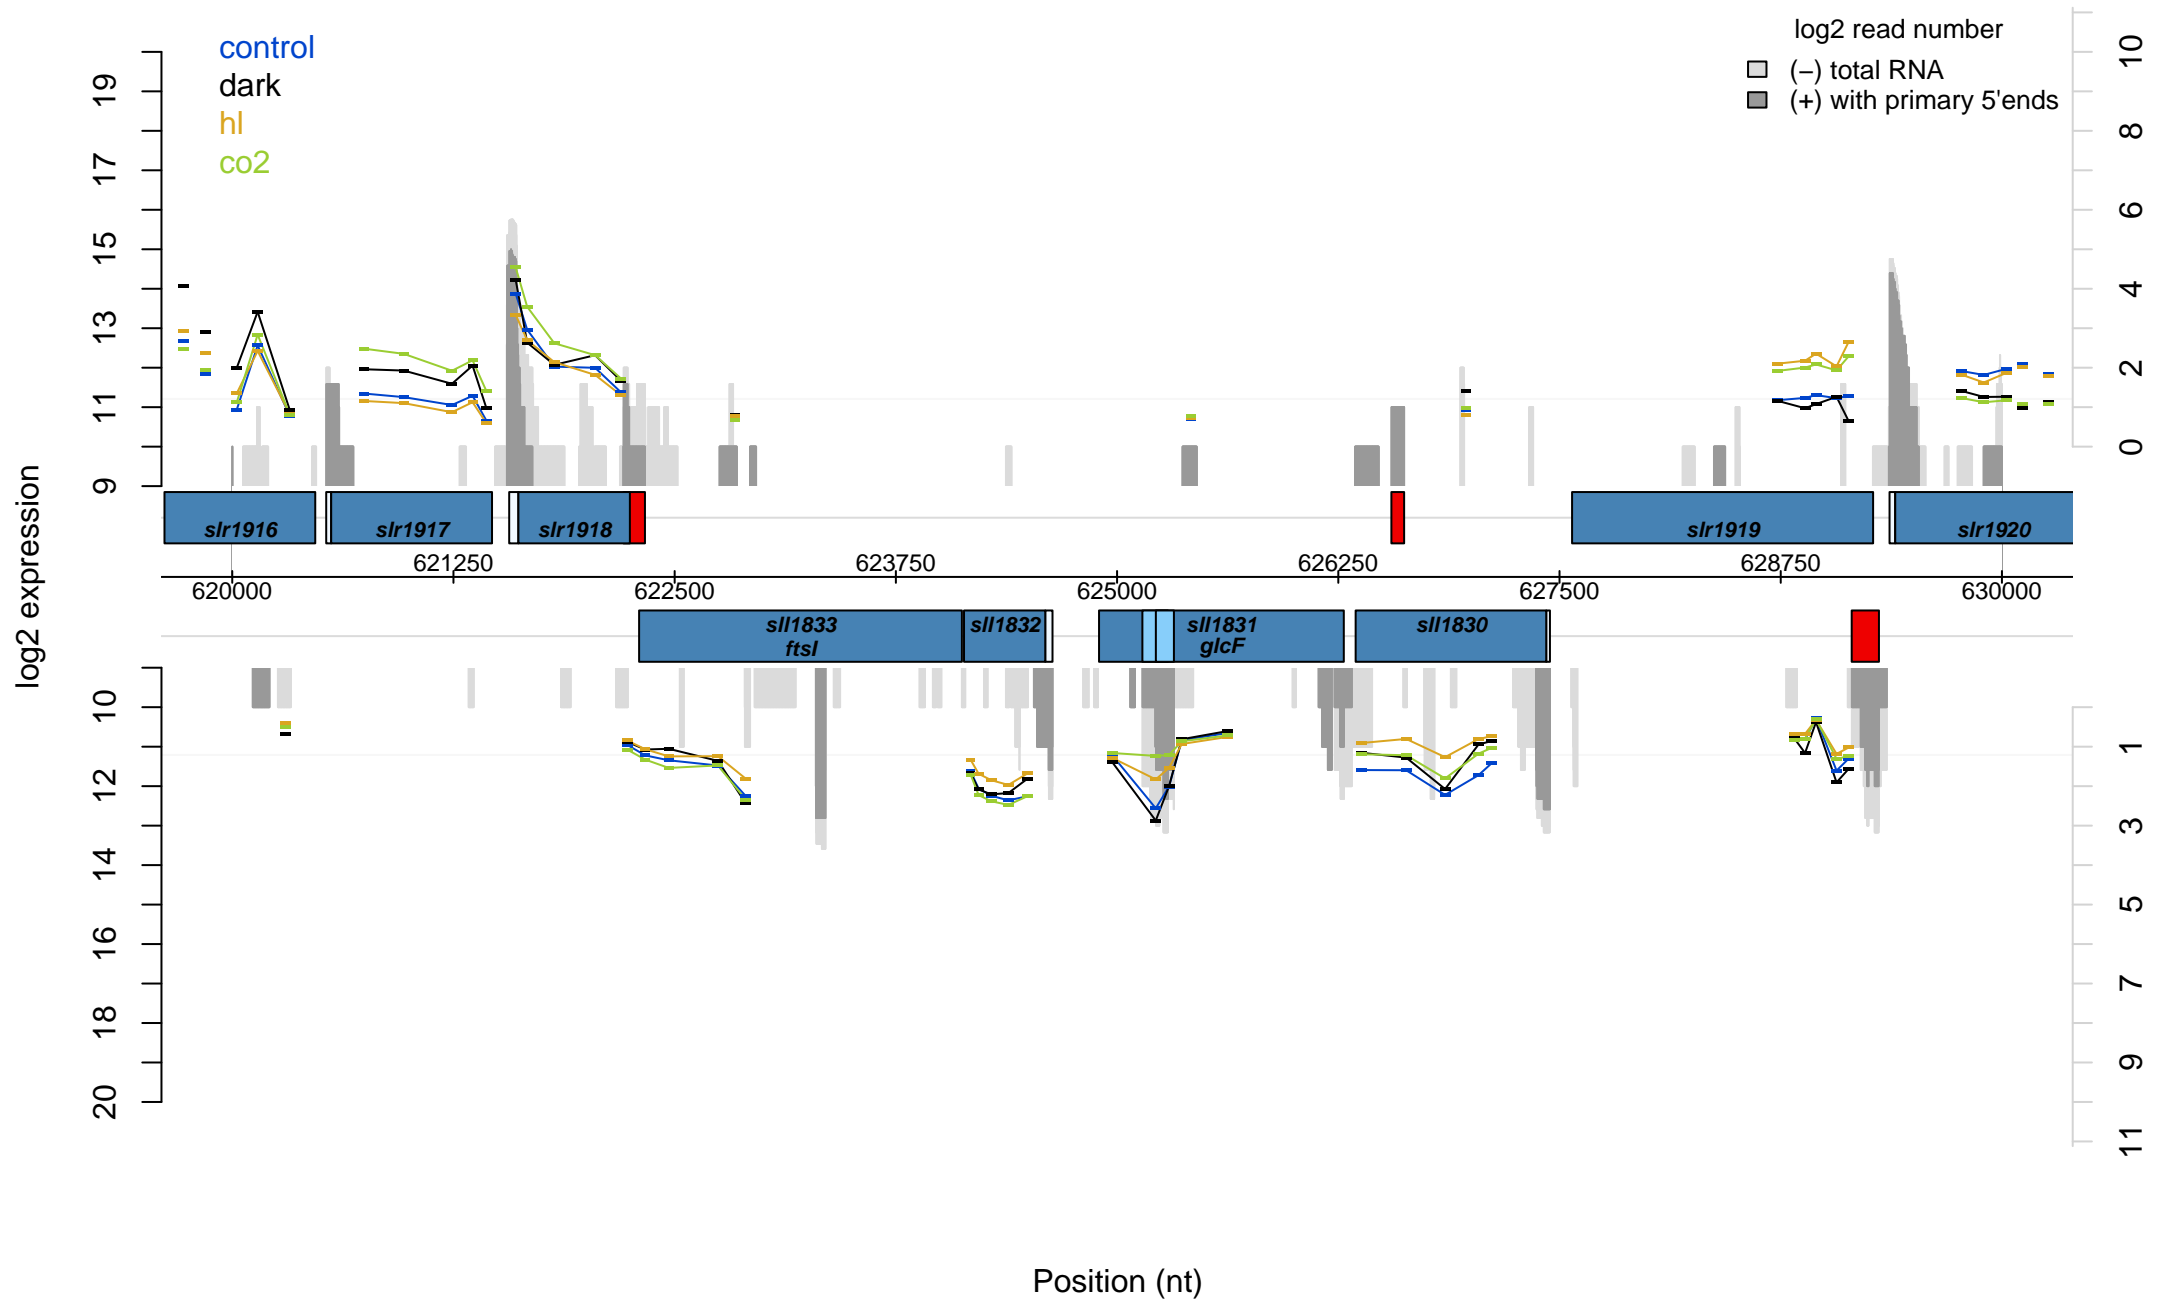 control
dark
hl
co2
log2 read number
(−) total RNA
(+) with primary 5'ends
19
17
15
13
11
9
10
8
6
4
2
0
log2 expression
slr1916
slr1917
slr1918
slr1919
slr1920
621250
623750
626250
628750
620000
622500
625000
627500
630000
sll1833
ftsI
sll1832
sll1831
glcF
sll1830
10
12
14
16
18
20
1
3
5
7
9
11
Position (nt)